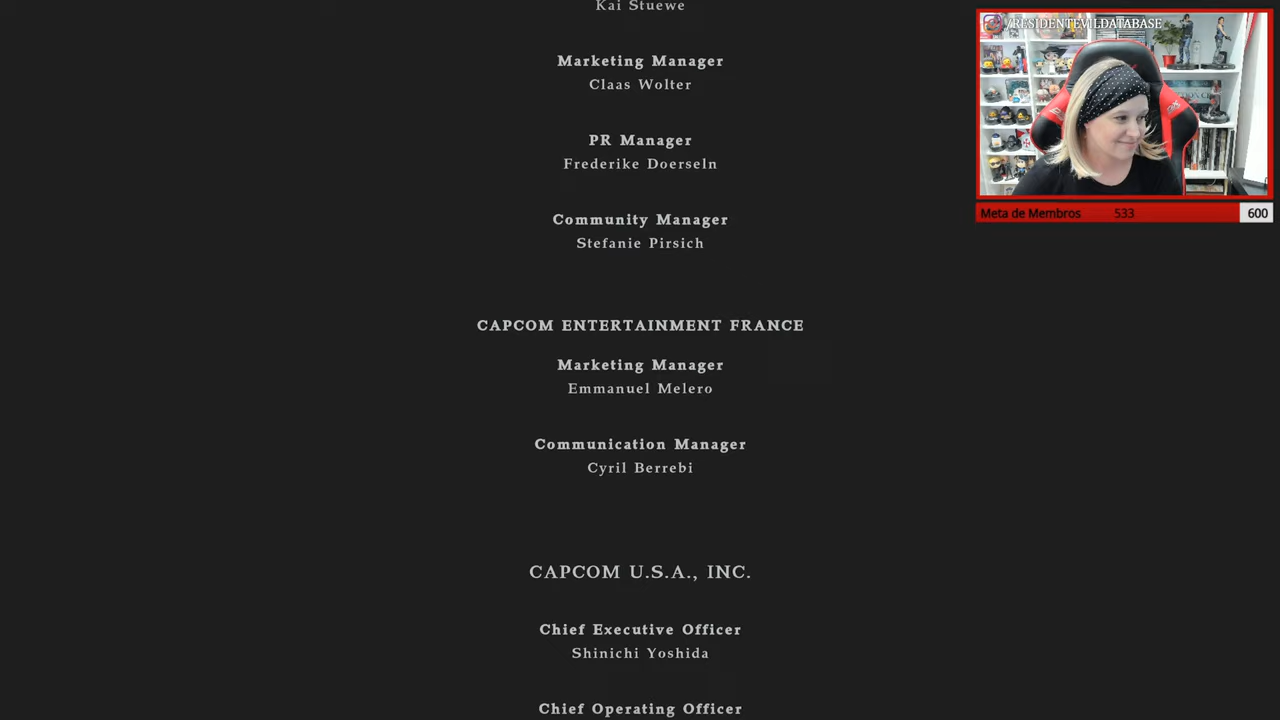 Kai Stuewe
Marketing Manager
Claas Wolter
PR Manager
Frederike Doerseln
Community Manager
Stefanie Pirsich
CAPCOM ENTERTAINMENT FRANCE
Marketing Manager
Emmanuel Melero
Communication Manager
Cyril Berrebi
CAPCOM U.S.A., INC.
Chief Executive Officer
Shinichi Yoshida
Chief Operating Officer
/RESIDENTEVILDATABASE
Meta de Membros 533 600